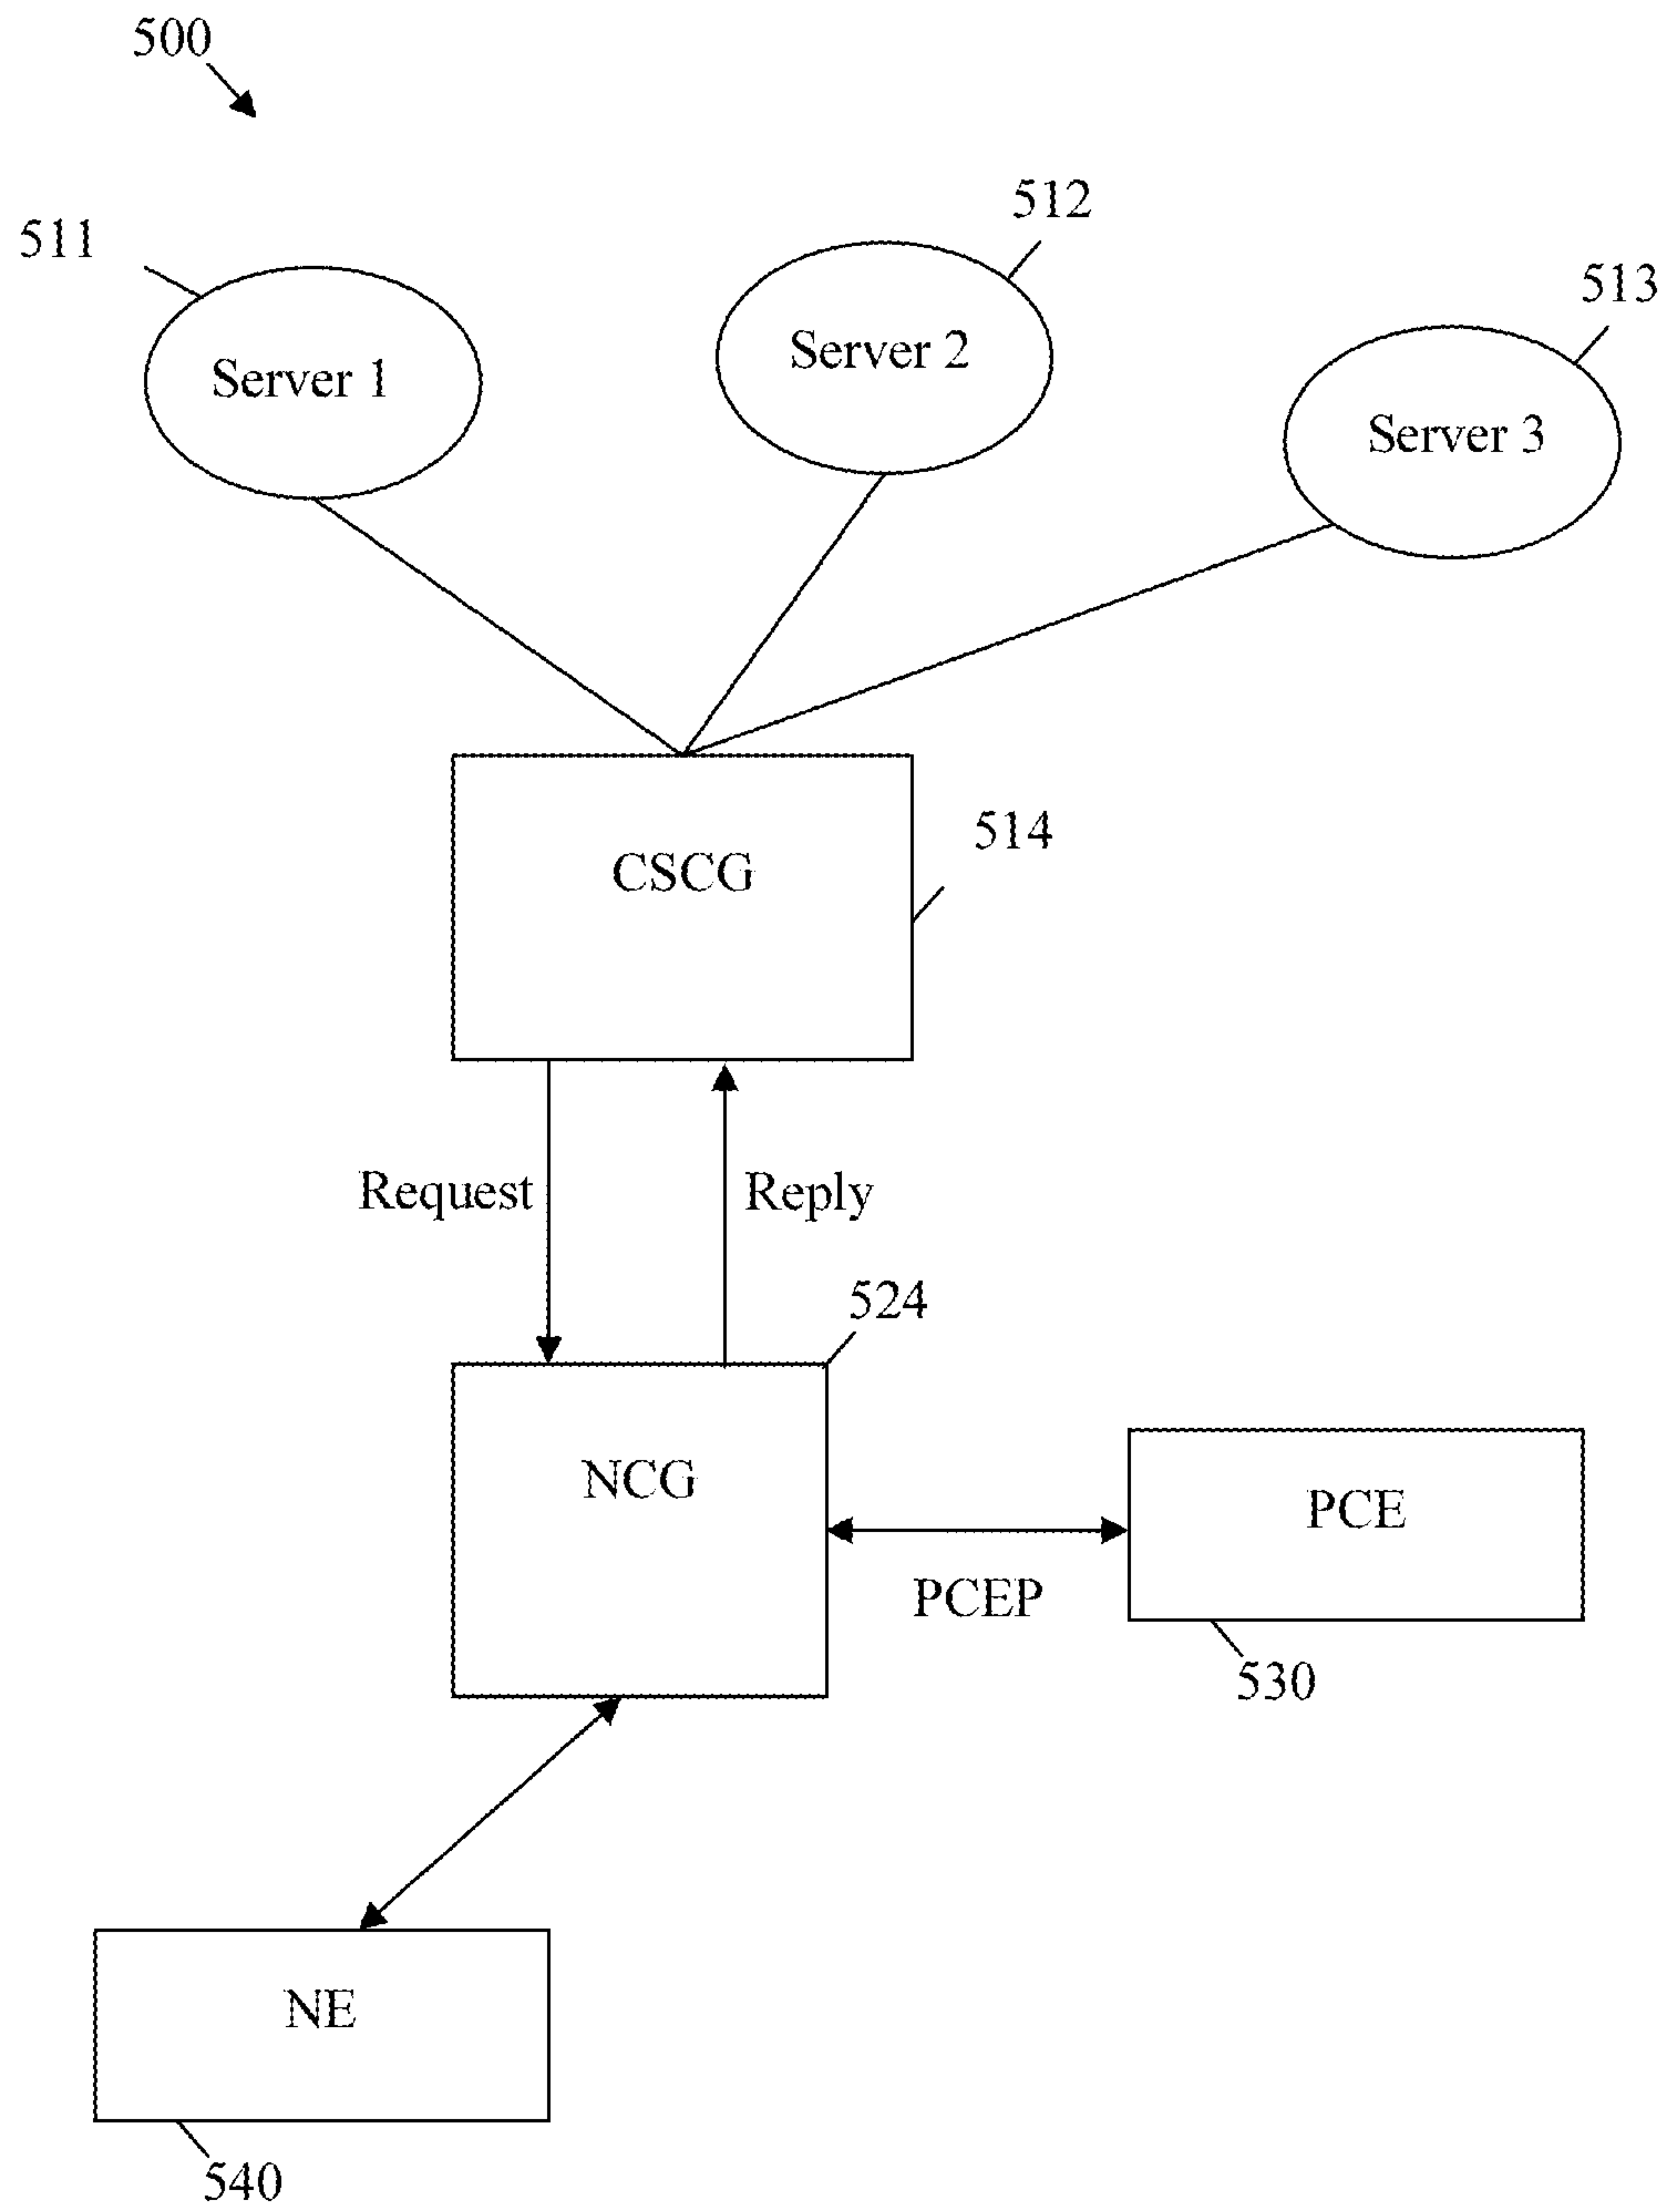 500
512
511
513
Server 2
Server 1
Server 3
514
CSCG
Request
Reply
524
NCG
PCE
PCEP
530
NE
540